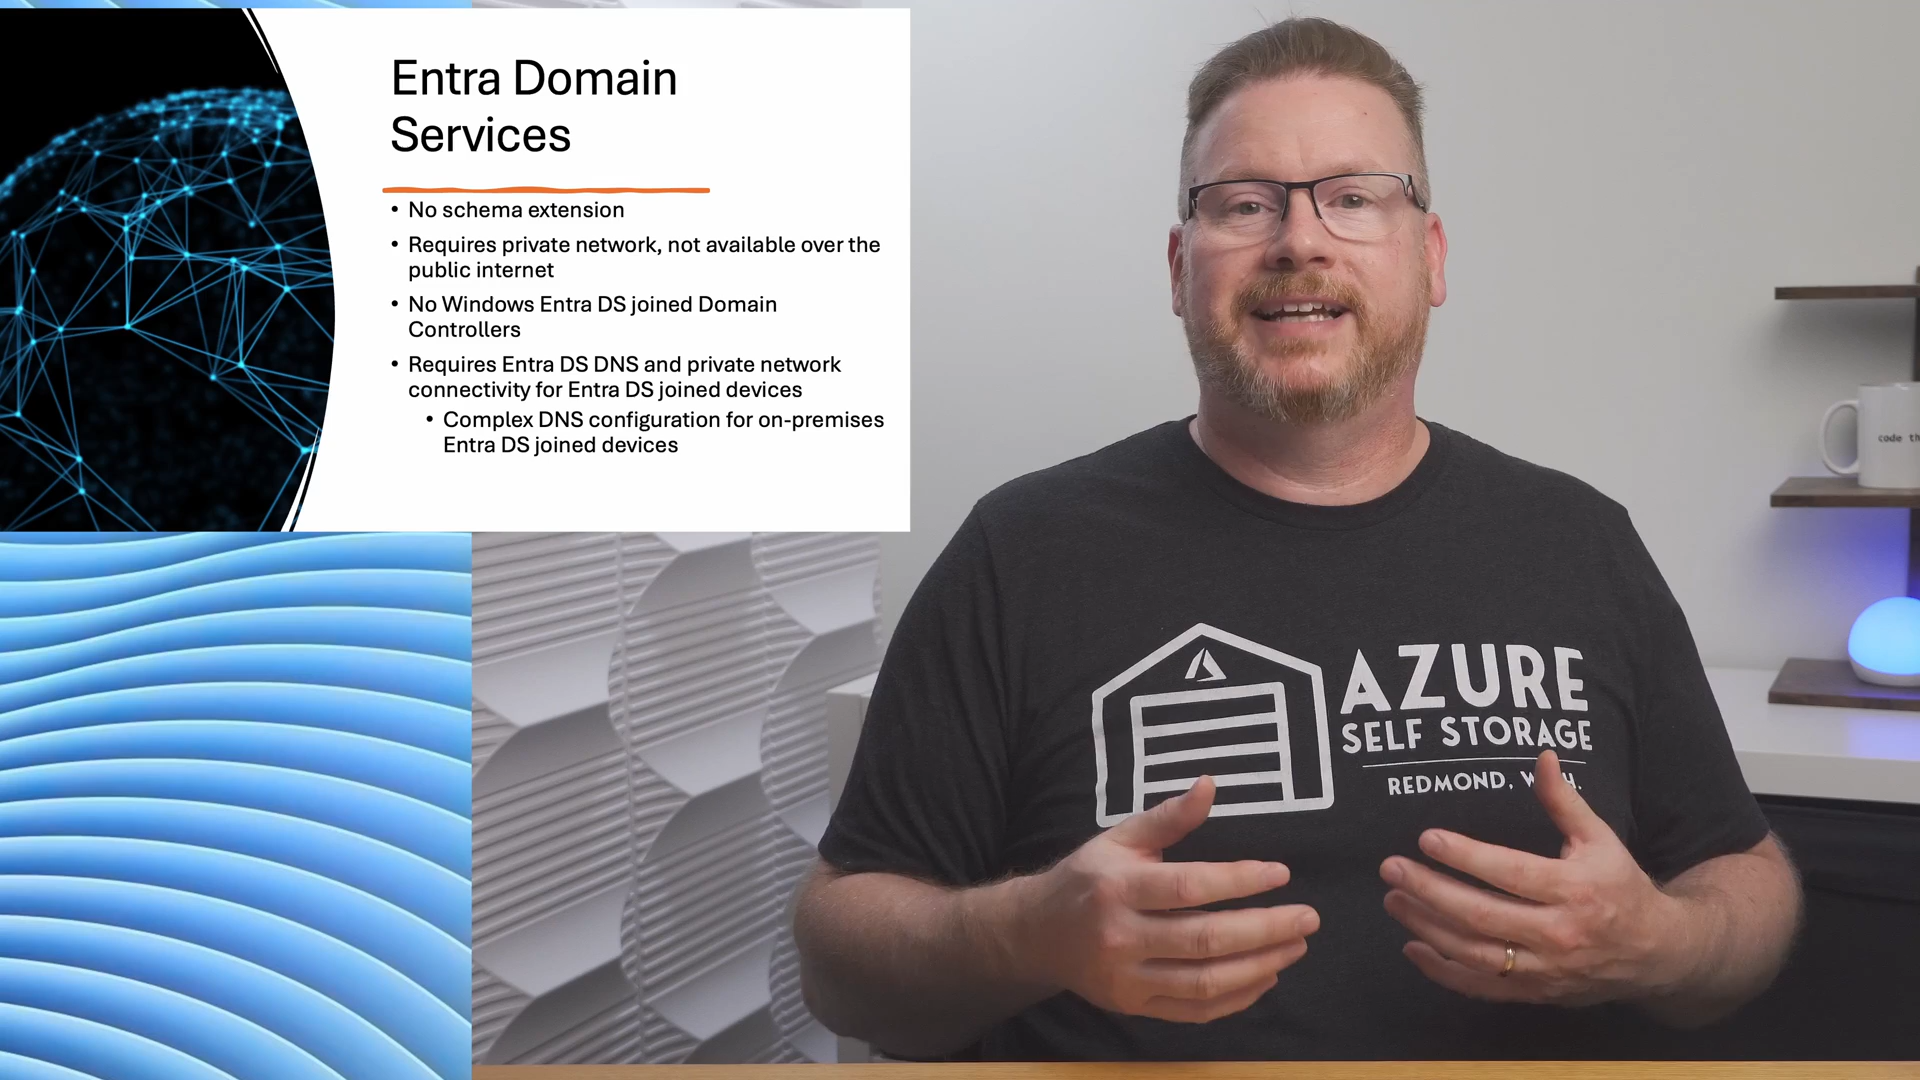 Entra Domain
Services
• No schema extension
• Requires private network, not available over the
public internet
• No Windows Entra DS joined Domain
Controllers
• Requires Entra DS DNS and private network
connectivity for Entra DS joined devices
• Complex DNS configuration for on-premises
Entra DS joined devices
code th
AZURE
SELF STORAGE
REDMOND,